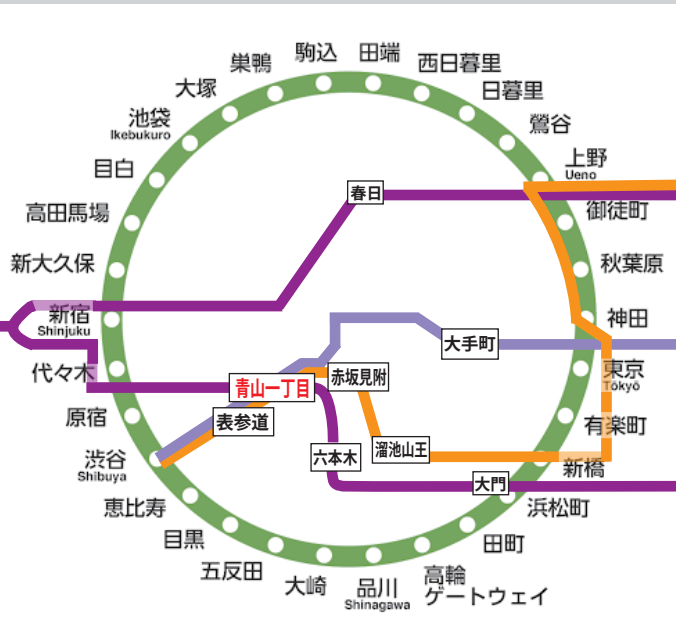 駒込
田端
巣鴨
西日暮里
大塚
日暮里
池袋
Ikebukuro
鶯谷
目白
上野
Ueno
春日
高田馬場
御徒町
新大久保
秋葉原
新宿
Shinjuku
神田
大手町
代々木
東京
Tōkyō
青山一丁目
赤坂見附
原宿
表参道
有楽町
渋谷
Shibuya
六本木
溜池山王
新橋
大門
恵比寿
浜松町
目黒
田町
五反田
大崎
品川
Shinagawa
高輪
ゲートウェイ